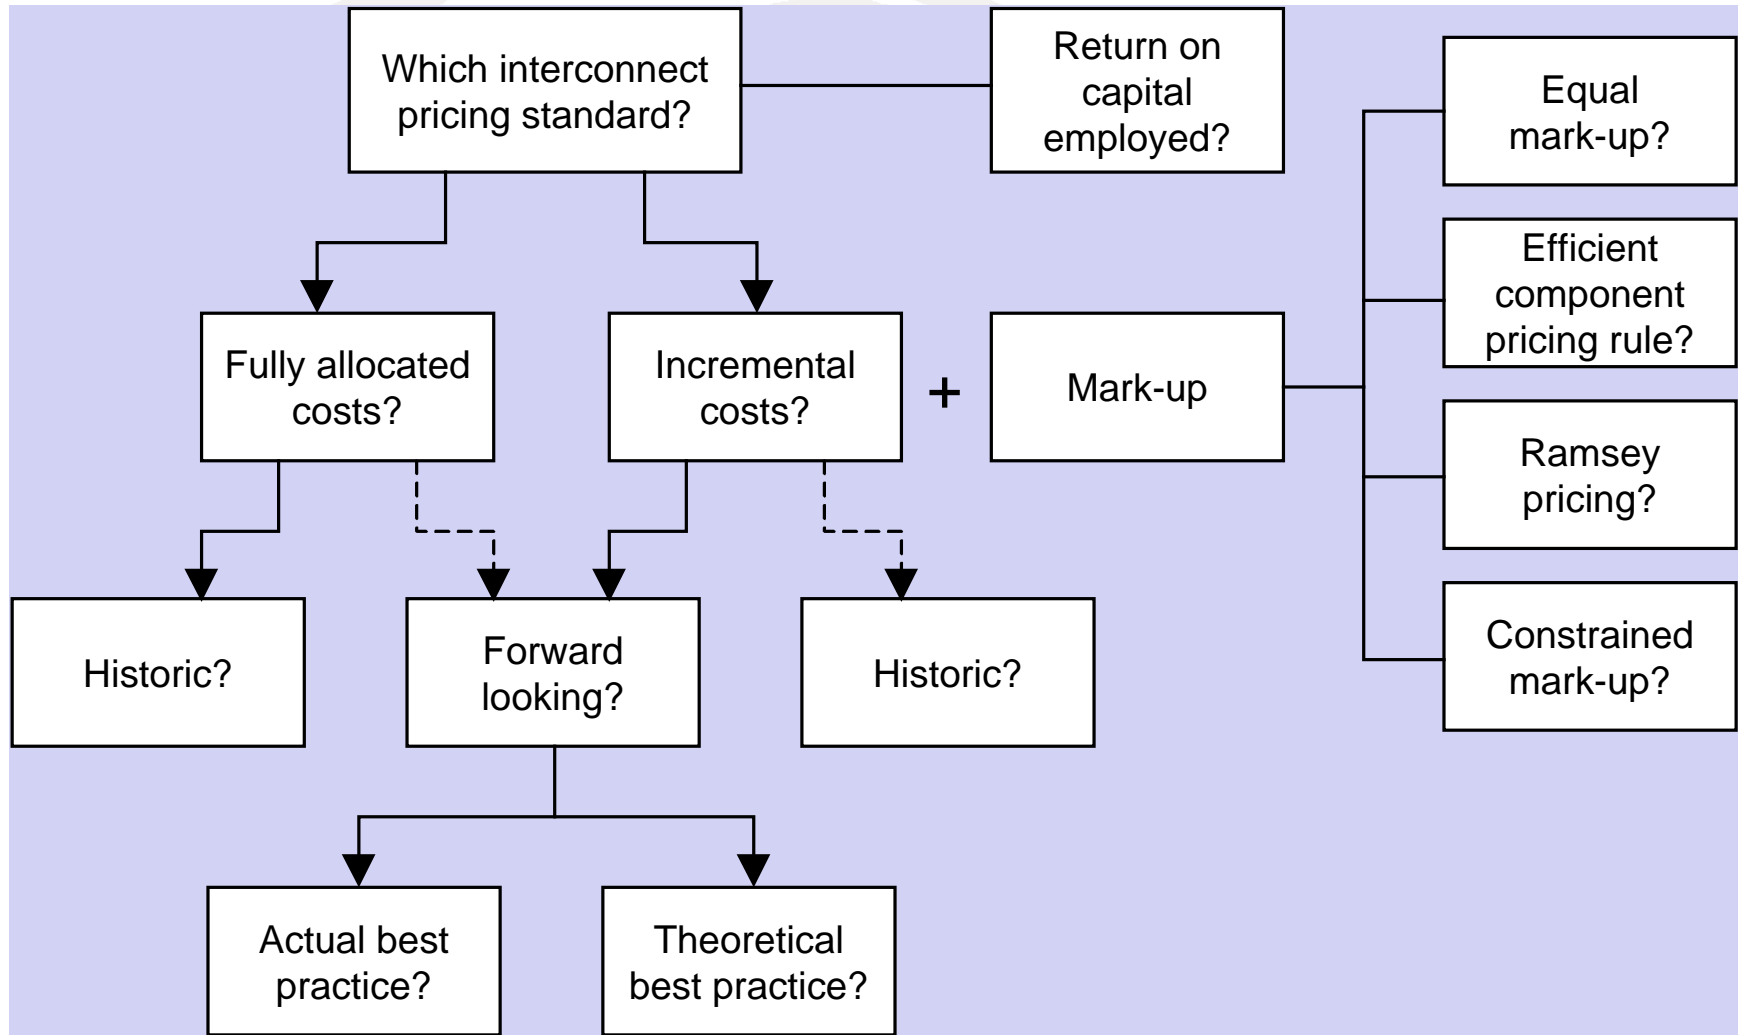 Which interconnect
pricing standard?
Return on
capital
employed?
Equal
mark-up?
Efficient
component
pricing rule?
Fully allocated
costs?
Incremental
costs?
+
Mark-up
Ramsey
pricing?
Historic?
Forward
looking?
Historic?
Constrained
mark-up?
Actual best
practice?
Theoretical
best practice?